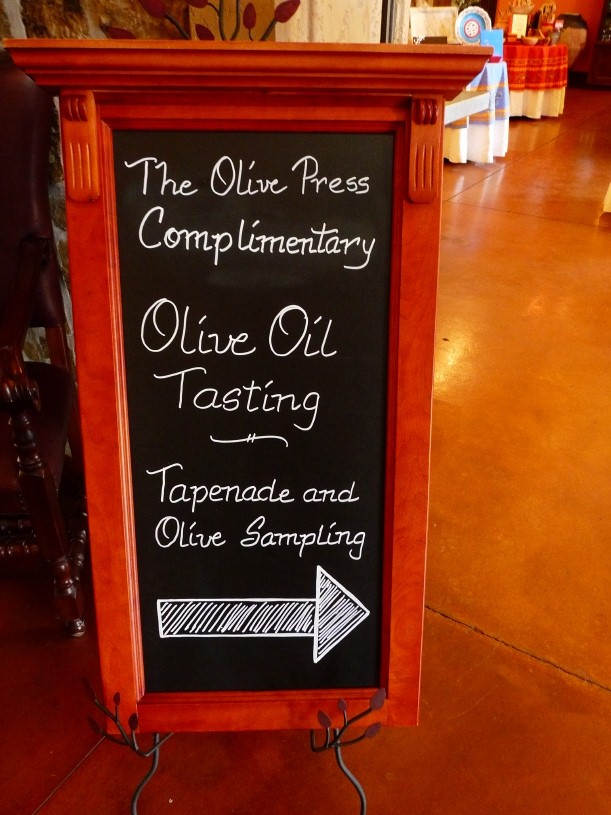 The Olive Press
Complimentary
Olive Oil
Tasting
Tapenade and
Olive Sampling